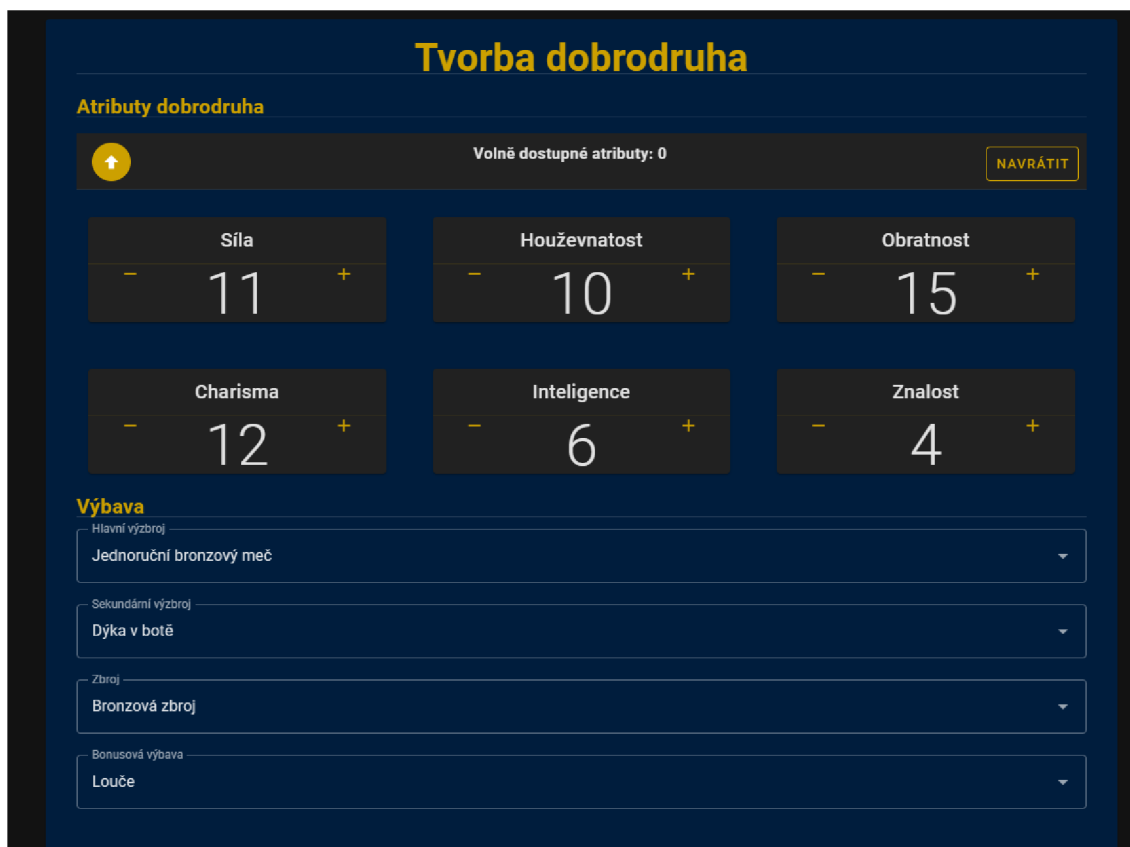 Tvorba dobrodruha
Atributy dobrodruha
Volně dostupné atributy: 0
NAVRÁTIT
Síla
Houževnatost
Obratnost
− 11 +
− 10 +
− 15 +
Charisma
Inteligence
Znalost
− 12 +
− 6 +
− 4 +
Výbava
Hlavní výzbroj
Jednoruční bronzový meč
Sekundární výzbroj
Dýka v botě
Zbroj
Bronzová zbroj
Bonusová výbava
Louče